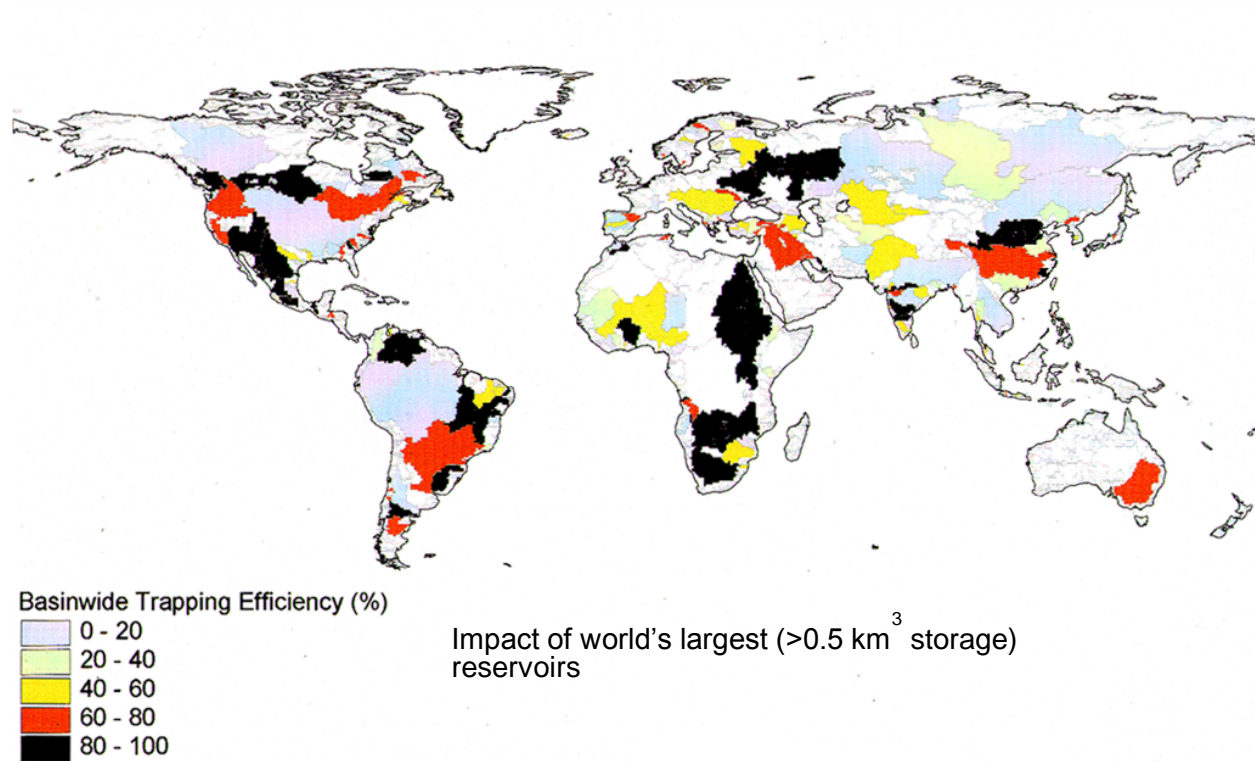 Basinwide Trapping Efficiency (%)
0 - 20
20 - 40
40 - 60
60 - 80
80 - 100
Impact of world's largest (>0.5 km³ storage)
reservoirs